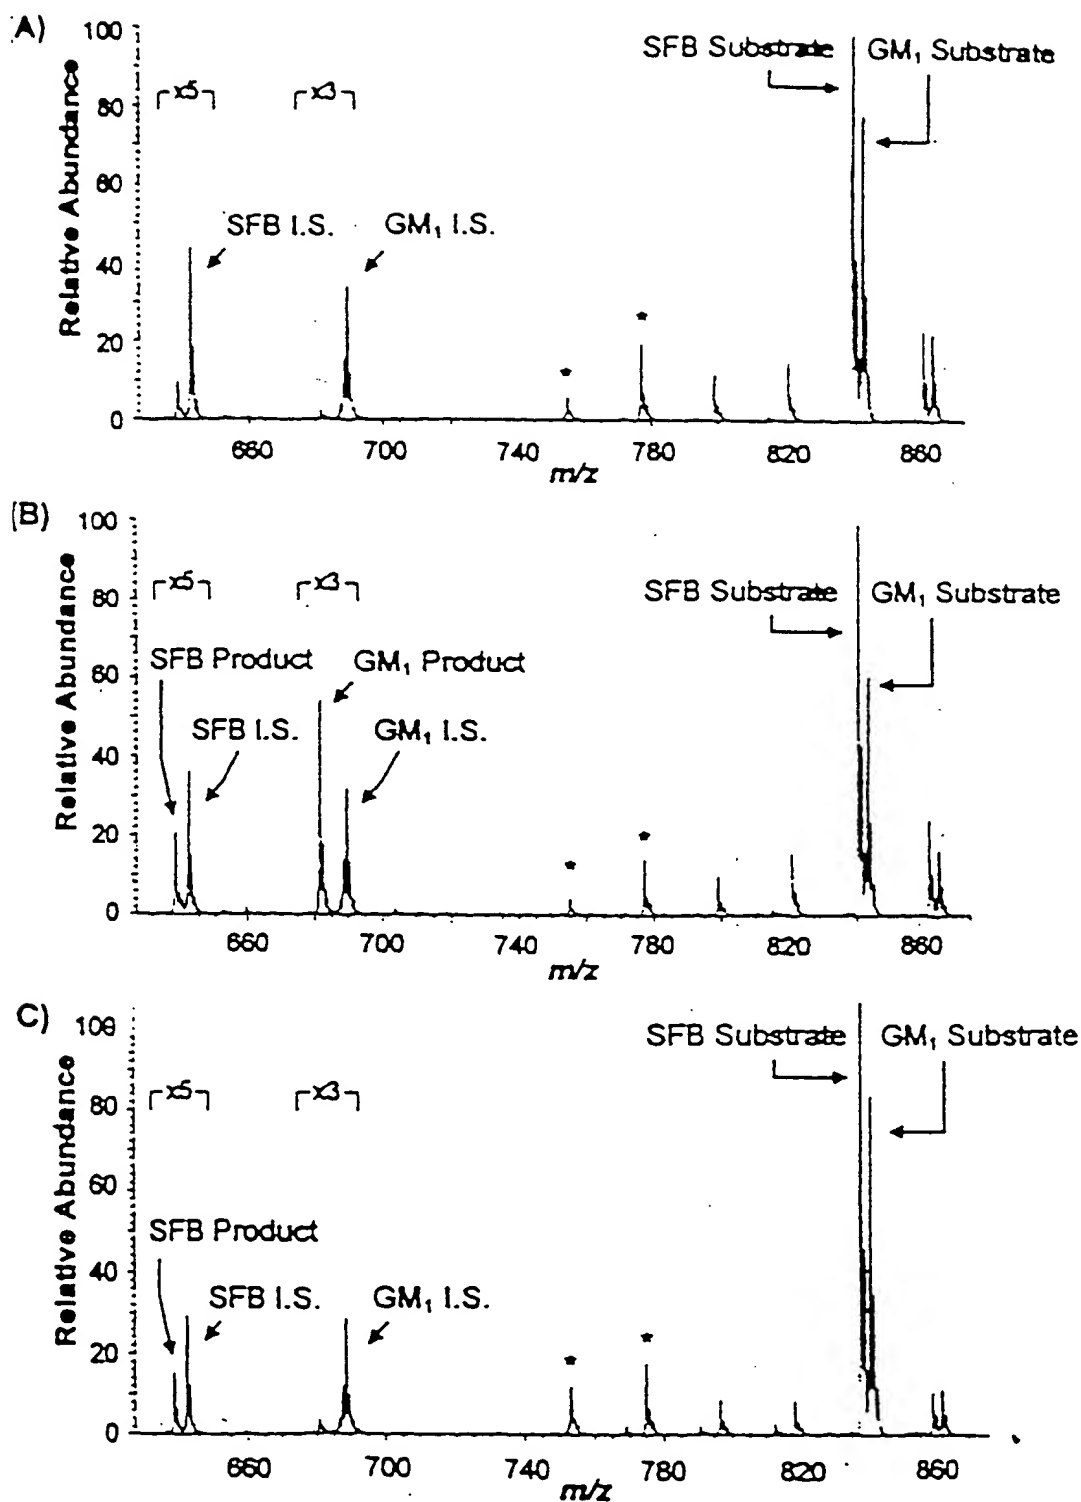 A)
100
80
60
40
20
0
Relative Abundance
x5
x3
SFB Substrate
GM₁ Substrate
SFB I.S.
GM₁ I.S.
*
*
660 700 740 780 820 860
m/z
(B)
100
80
60
40
20
0
Relative Abundance
x5
x3
SFB Substrate
GM₁ Substrate
SFB Product
GM₁ Product
SFB I.S.
GM₁ I.S.
*
*
660 700 740 780 820 860
m/z
C)
100
80
60
40
20
0
Relative Abundance
x5
x3
SFB Substrate
GM₁ Substrate
SFB Product
SFB I.S.
GM₁ I.S.
*
*
660 700 740 780 820 860
m/z